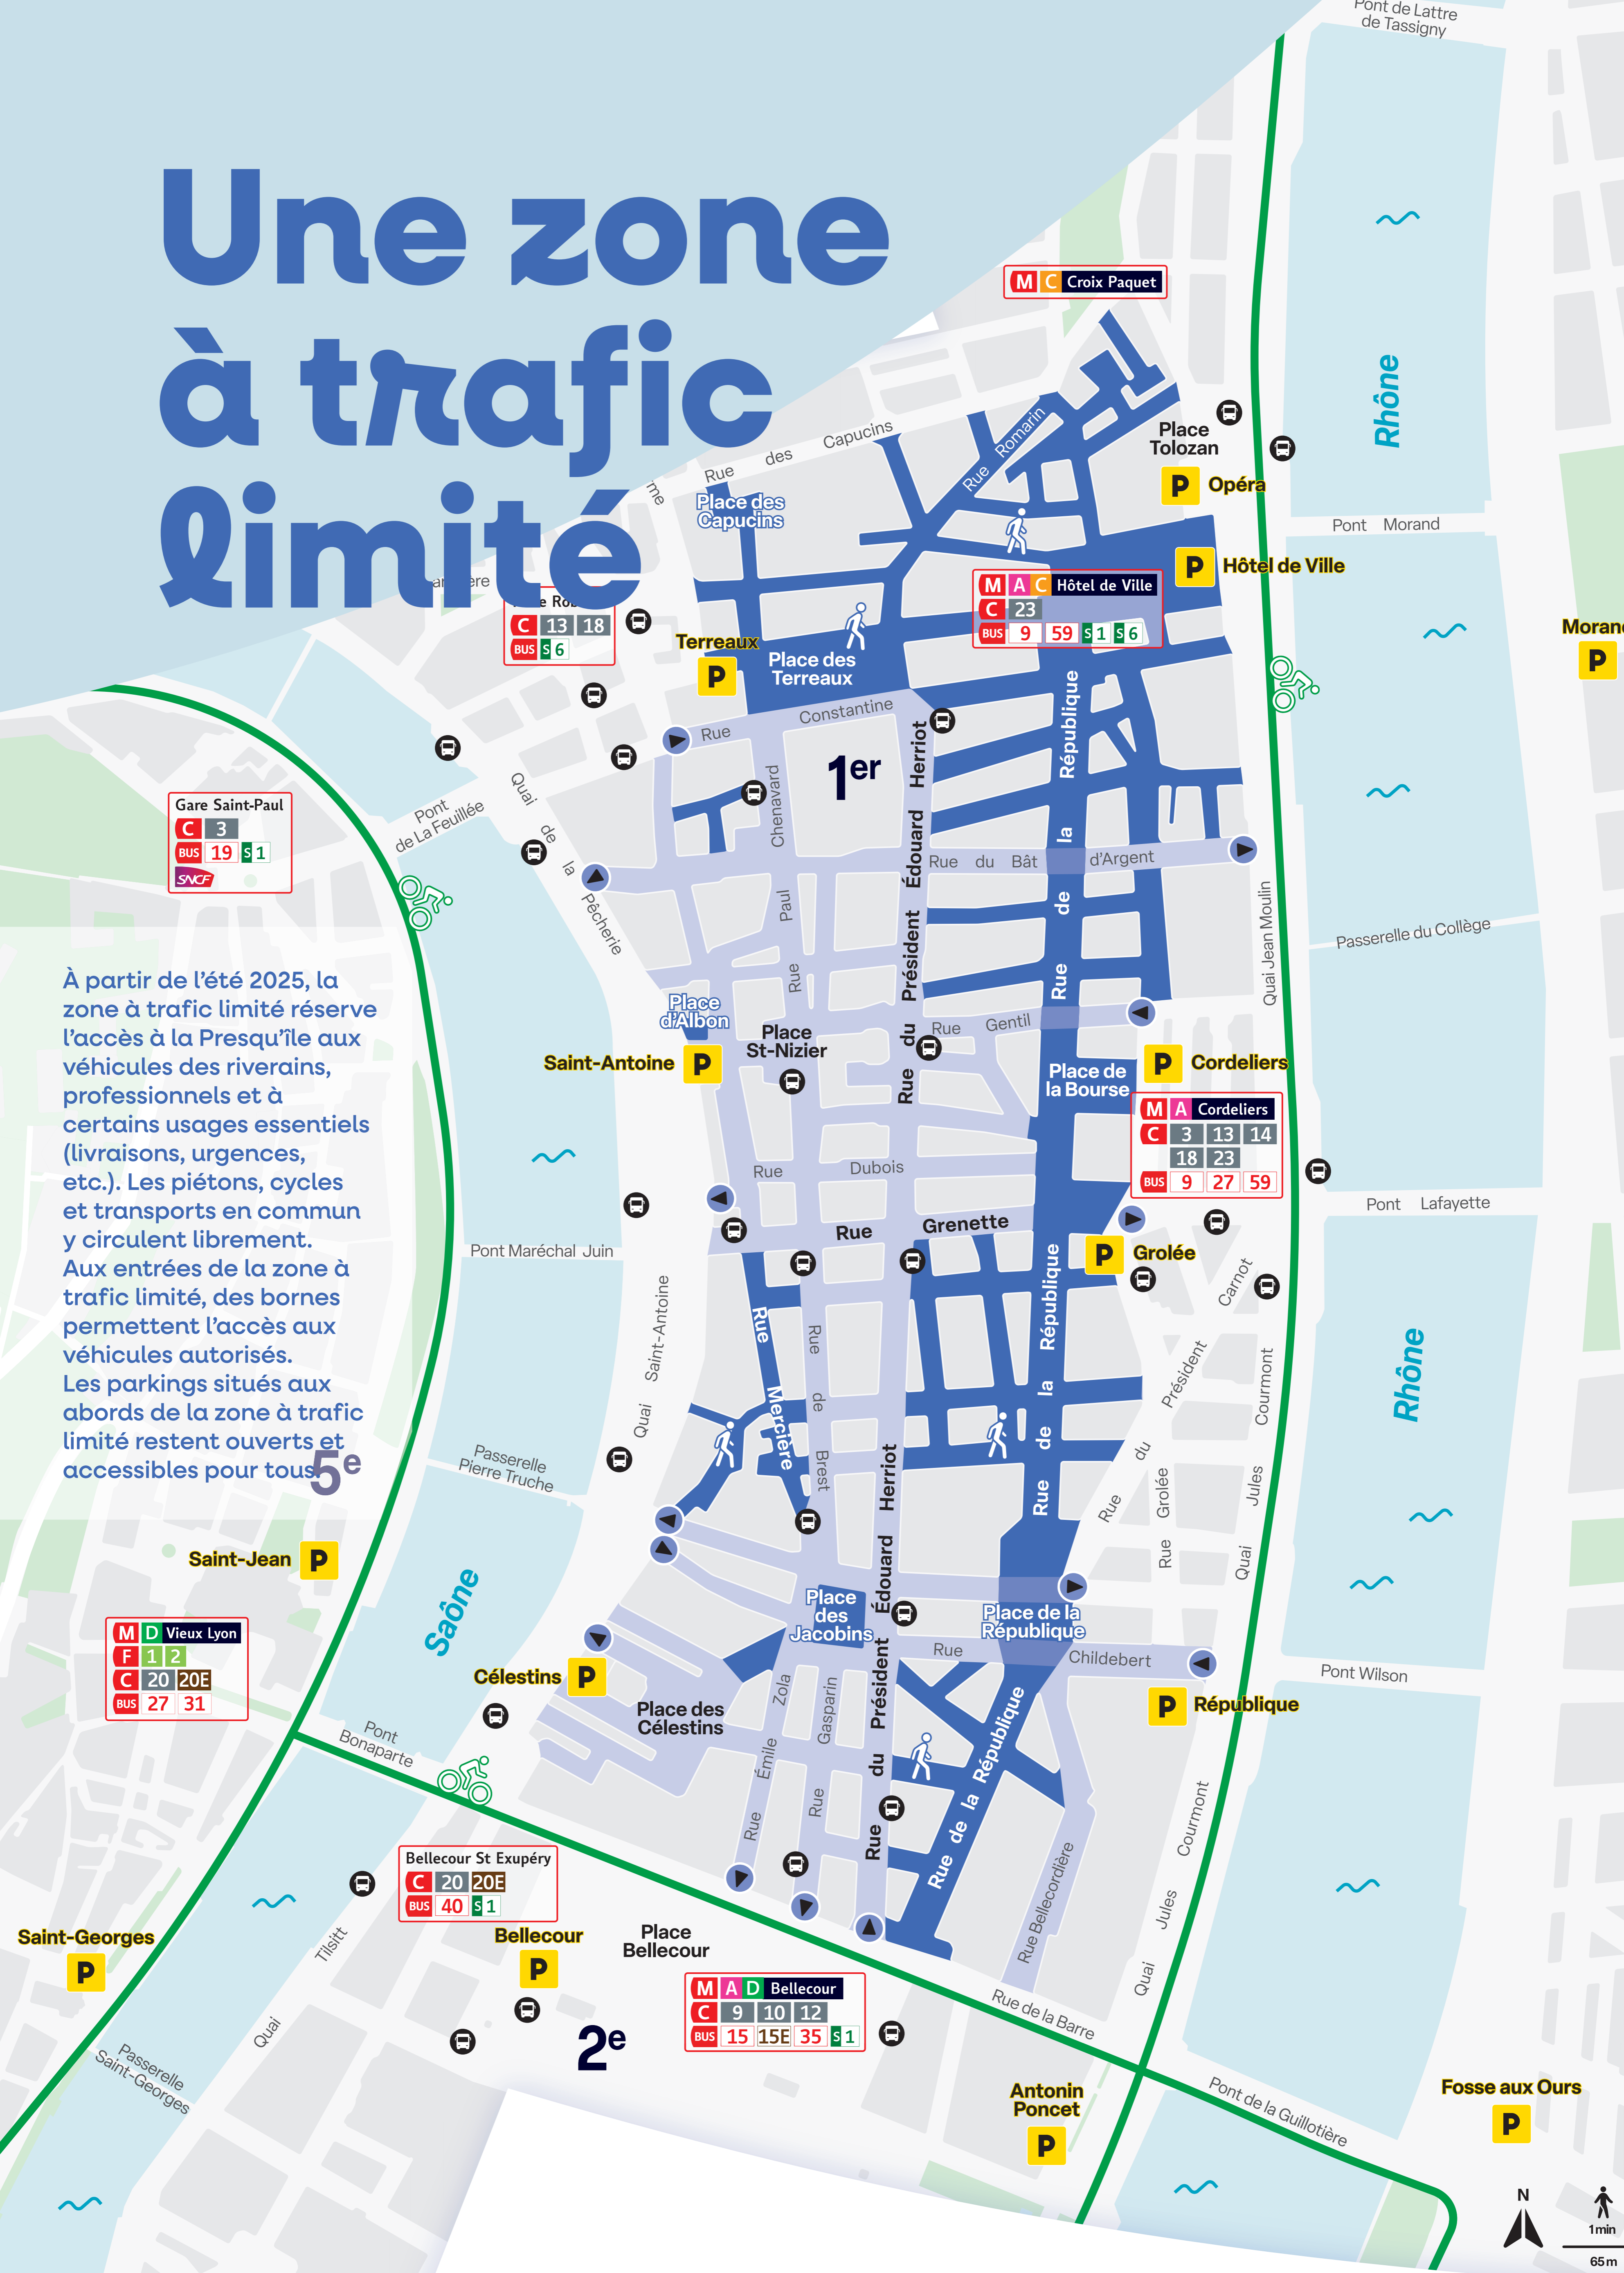 Une zone
à trafic
limité
Pont de Lattre
de Tassigny
M C Croix Paquet
Rhône
Rue des Capucins
Rue Romarin
Place
Tolozan
P Opéra
Place des
Capucins
Pont Morand
P Hôtel de Ville
M A C Hôtel de Ville
C 23
BUS 9 59 S1 S6
C 13 18
BUS S6
Terreaux
P
Place des
Terreaux
P
Rue Constantine
1er
Rue Paul Chenavard
Rue du Président Édouard Herriot
Rue de la République
Quai de la Pêcherie
Pont
de La Feuillée
Gare Saint-Paul
C 3
BUS 19 S1
SNCF
Rue du Bât d'Argent
Quai Jean Moulin
Passerelle du Collège
À partir de l'été 2025, la
zone à trafic limité réserve
l'accès à la Presqu'île aux
véhicules des riverains,
professionnels et à
certains usages essentiels
(livraisons, urgences,
etc.). Les piétons, cycles
et transports en commun
y circulent librement.
Aux entrées de la zone à
trafic limité, des bornes
permettent l'accès aux
véhicules autorisés.
Les parkings situés aux
abords de la zone à trafic
limité restent ouverts et
accessibles pour tous.
5e
Place
d'Albon
Saint-Antoine P
Place
St-Nizier
Rue Gentil
Place de
la Bourse
P Cordeliers
M A Cordeliers
C 3 13 14
18 23
BUS 9 27 59
Rue Dubois
Rue Grenette
Pont Lafayette
Pont Maréchal Juin
P Grolée
Quai Saint-Antoine
Rue Mercière
Rue de Brest
Rue du Président Édouard Herriot
Rue de la République
Rue du Président Carnot
Rue Grolée
Quai Jules Courmont
Rhône
Passerelle
Pierre Truche
Saint-Jean P
Saône
M D Vieux Lyon
F 1 2
C 20 20E
BUS 27 31
Place
des
Jacobins
Place de la
République
Rue Childebert
Pont Wilson
Célestins P
Place des
Célestins
P République
Rue Émile Zola
Rue Gasparin
Rue de la République
Rue Bellecordière
Quai Jules Courmont
Pont
Bonaparte
Bellecour St Exupéry
C 20 20E
BUS 40 S1
Bellecour
P
Place
Bellecour
Saint-Georges
P
Quai Tilsitt
M A D Bellecour
C 9 10 12
BUS 15 15E 35 S1
2e
Rue de la Barre
Passerelle
Saint-Georges
Antonin
Poncet
P
Pont de la Guillotière
Fosse aux Ours
P
N
1 min
65 m